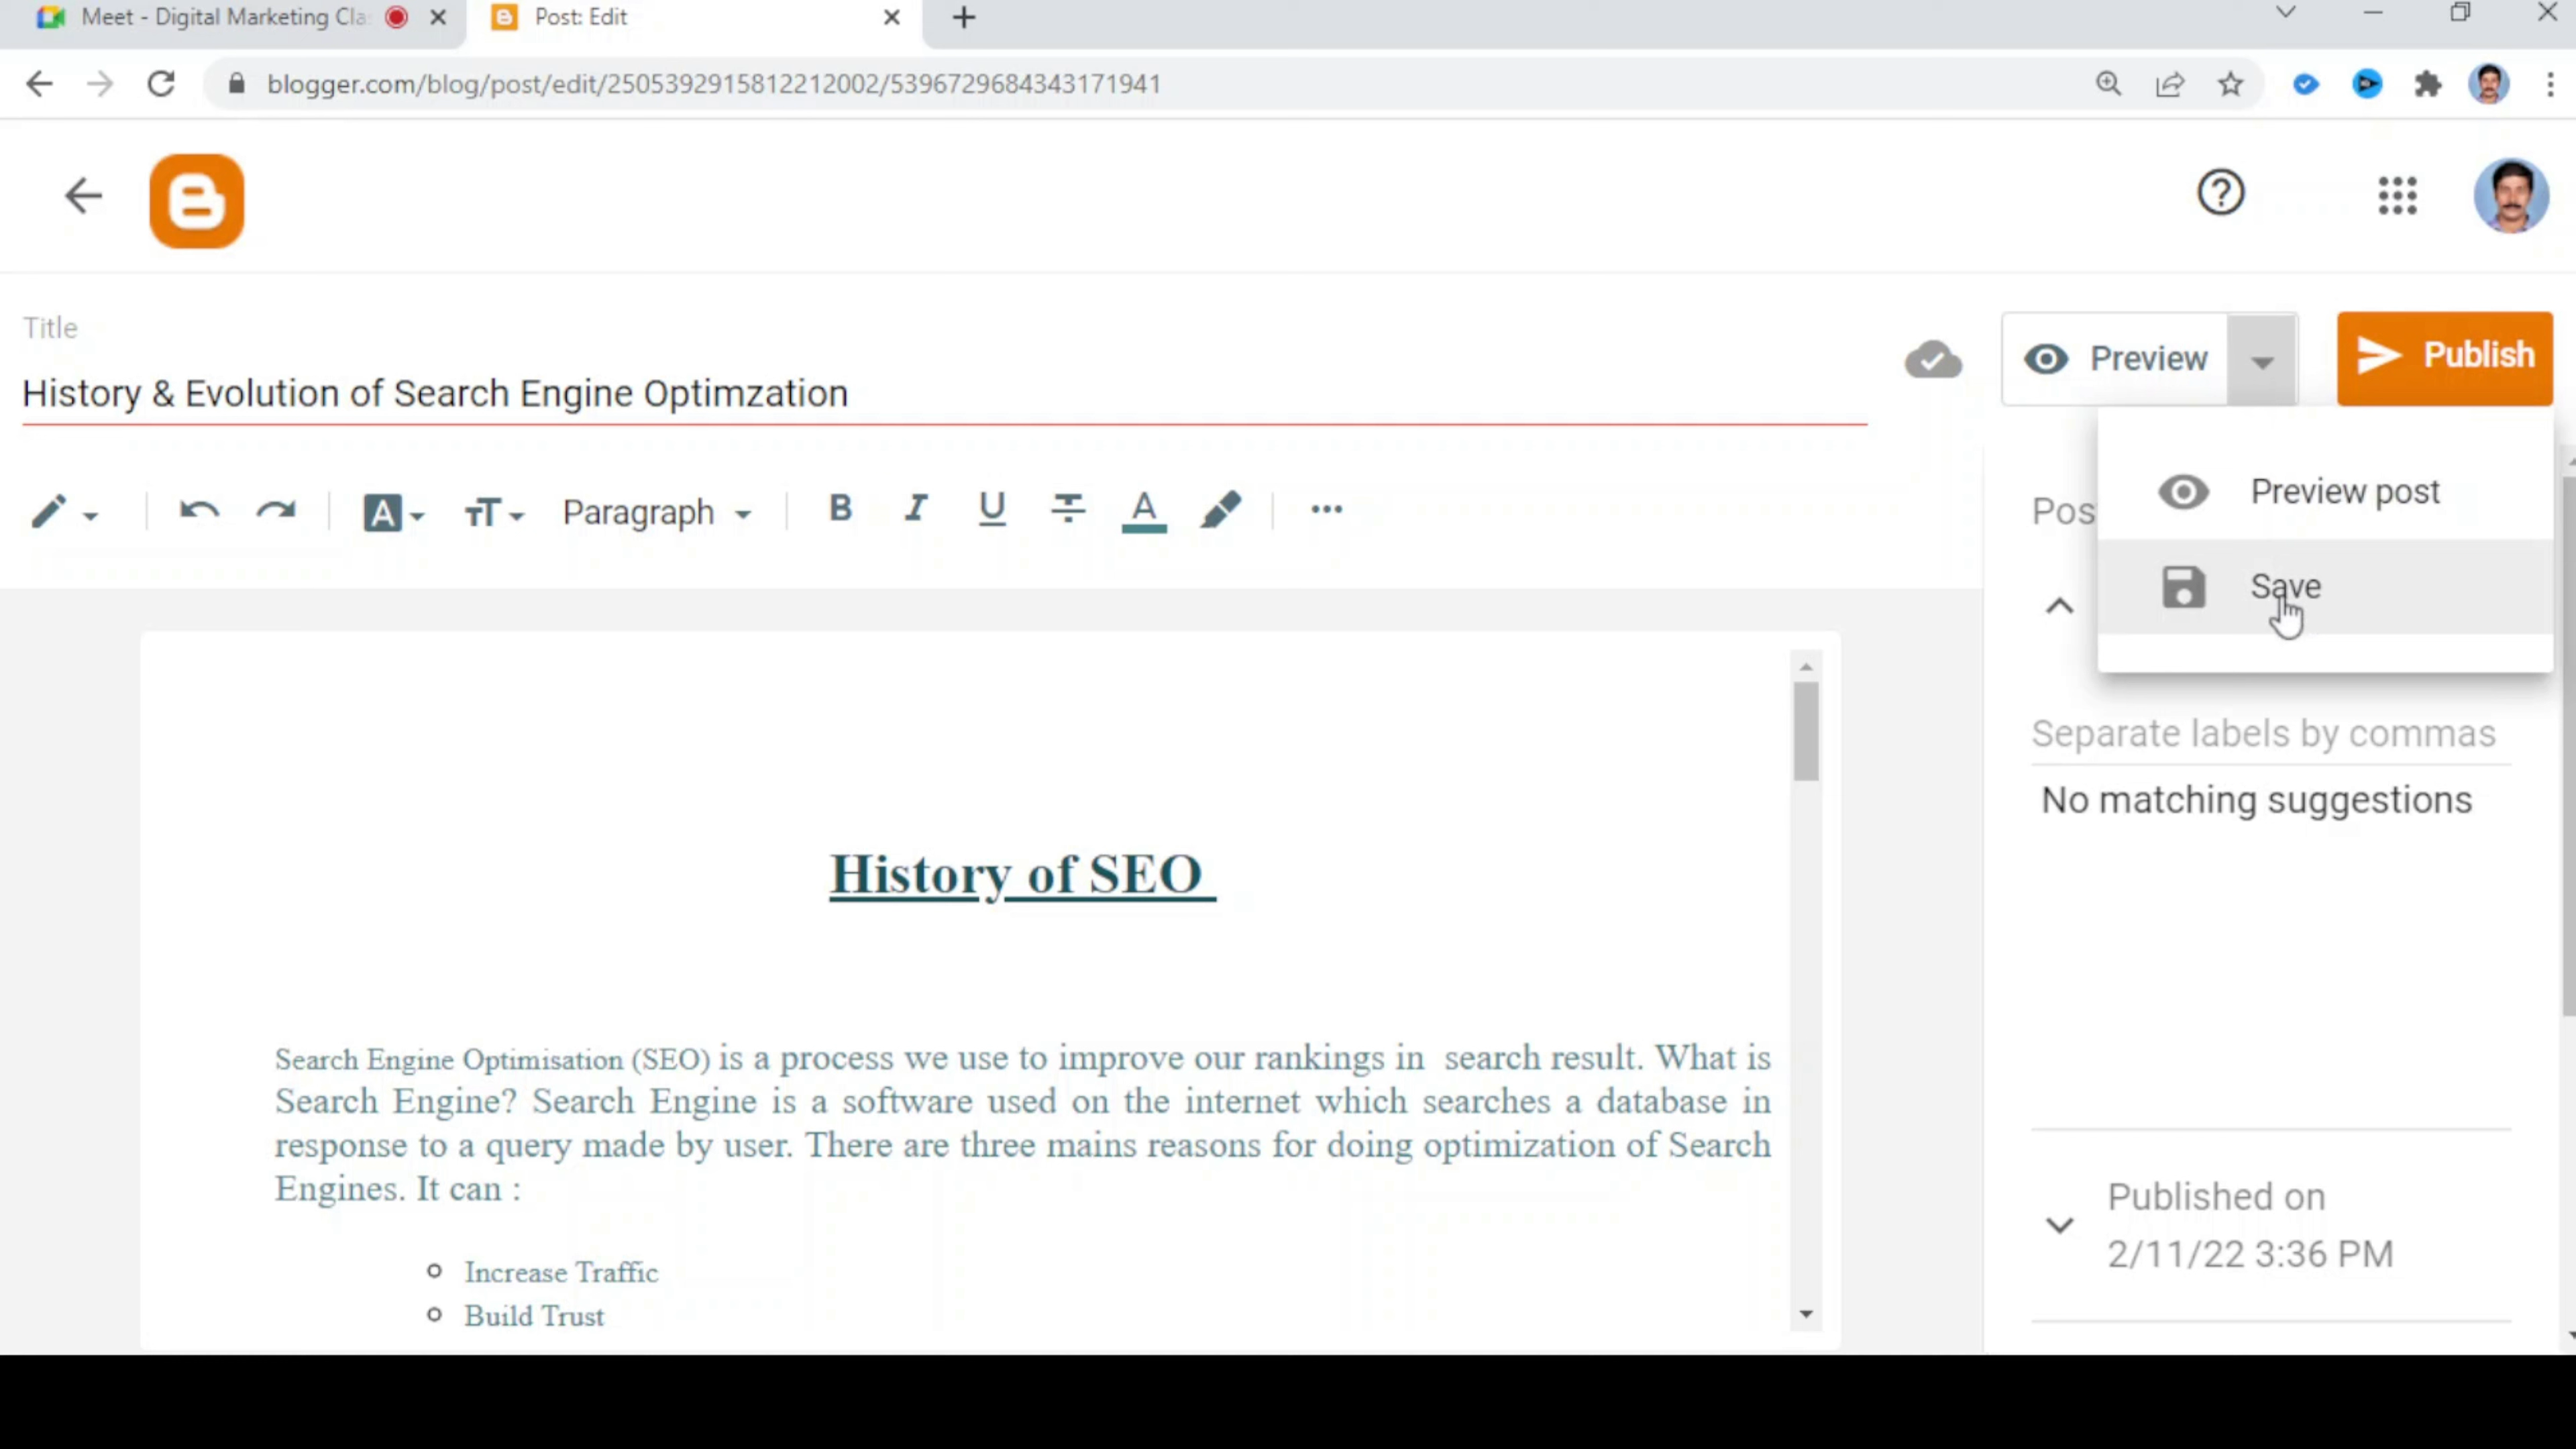 Meet - Digital Marketing Cla
Post: Edit
blogger.com/blog/post/edit/2505392915812212002/5396729684343171941
Title
History & Evolution of Search Engine Optimzation
Preview
Publish
Paragraph
Preview post
Pos
Save
Separate labels by commas
No matching suggestions
History of SEO
Search Engine Optimisation (SEO) is a process we use to improve our rankings in search result. What is
Search Engine? Search Engine is a software used on the internet which searches a database in
response to a query made by user. There are three mains reasons for doing optimization of Search
Engines. It can :
Increase Traffic
Build Trust
Published on
2/11/22 3:36 PM